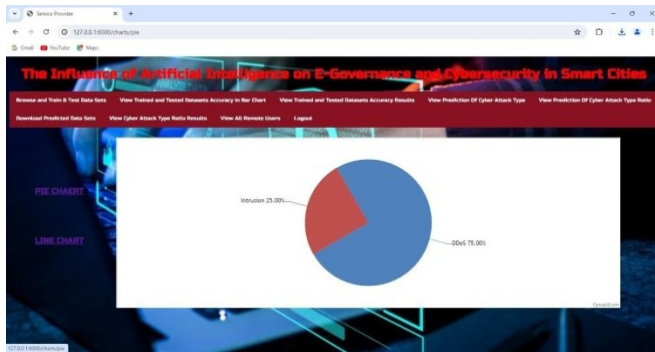 Service Provider
127.0.0.1:8000/charts/pie
Gmail YouTube Maps
The Influence of Artificial Intelligence on E-Governance and Cybersecurity in Smart Cities
Browse and Train & Test Data Sets View Trained and Tested Datasets Accuracy in Bar Chart View Trained and Tested Datasets Accuracy Results View Prediction Of Cyber Attack Type View Prediction Of Cyber Attack Type Ratio
Download Predicted Data Sets View Cyber Attack Type Ratio Results View All Remote Users Logout
PIE CHAERT
Intrusion 25.00%
DDoS 75.00%
LINE CHART
CanvasJS.com
127.0.0.1:8000/charts/pie